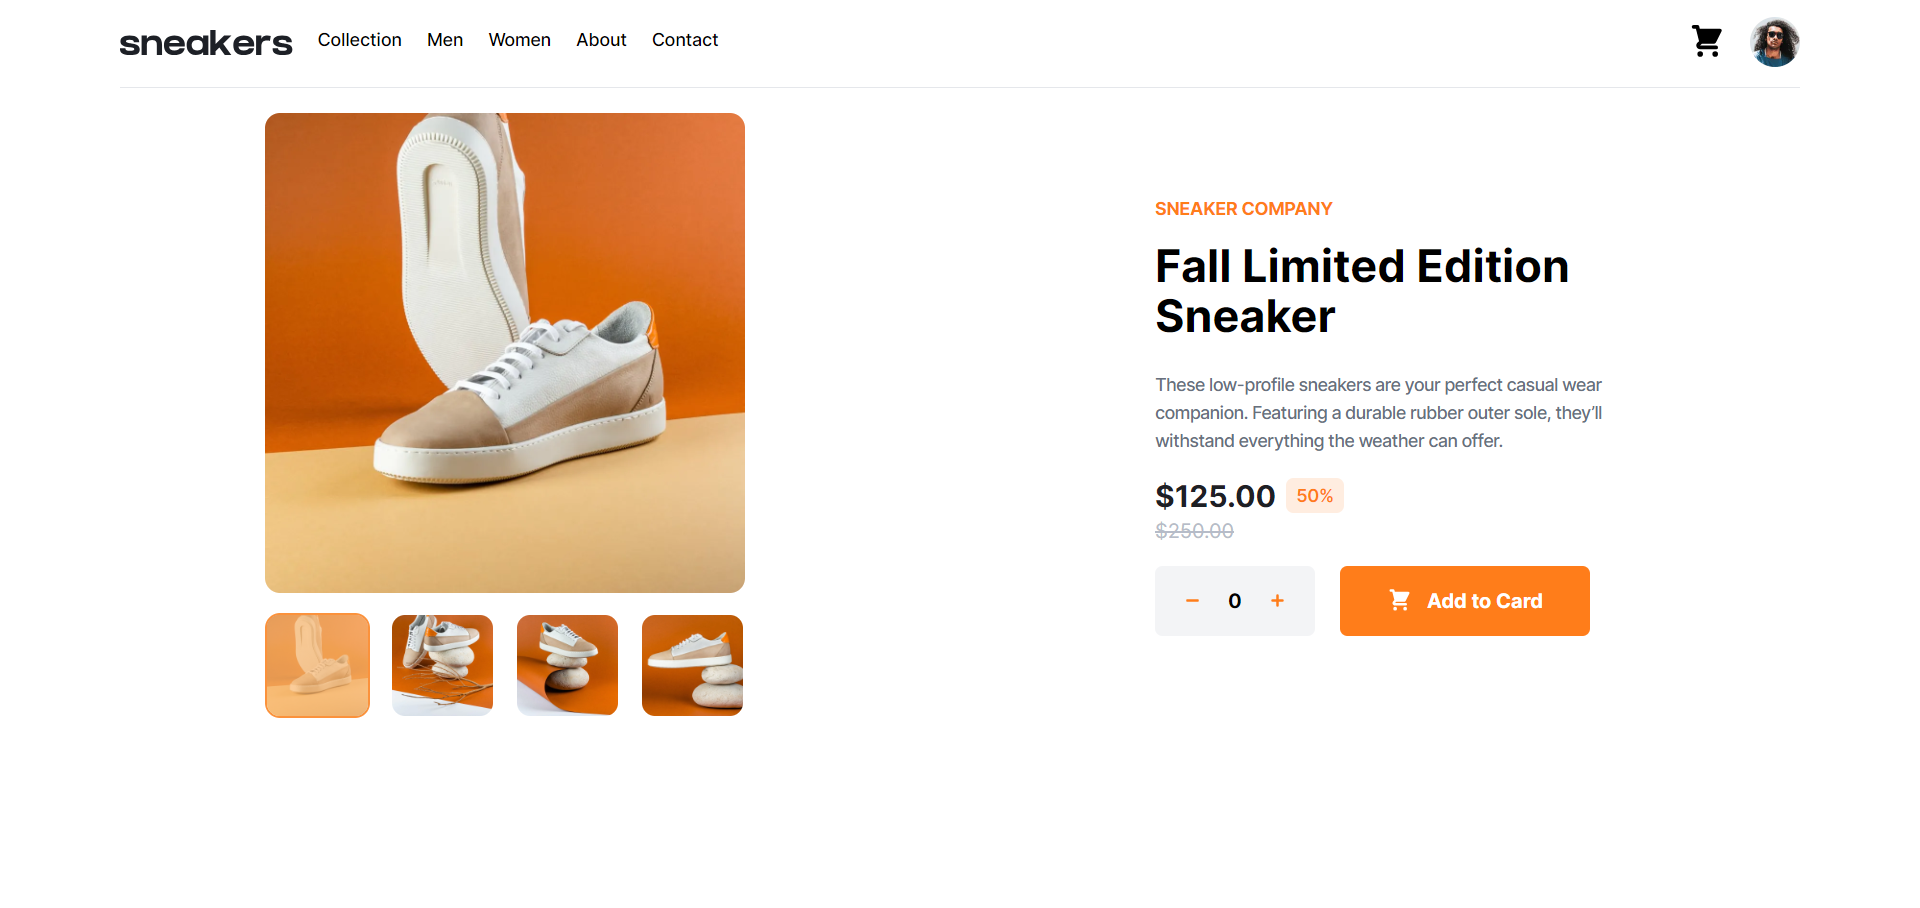 sneakers Collection Men Women About Contact
SNEAKER COMPANY
Fall Limited Edition
Sneaker
These low-profile sneakers are your perfect casual wear
companion. Featuring a durable rubber outer sole, they’ll
withstand everything the weather can offer.
$125.00 50%
$250.00
− 0 + Add to Card